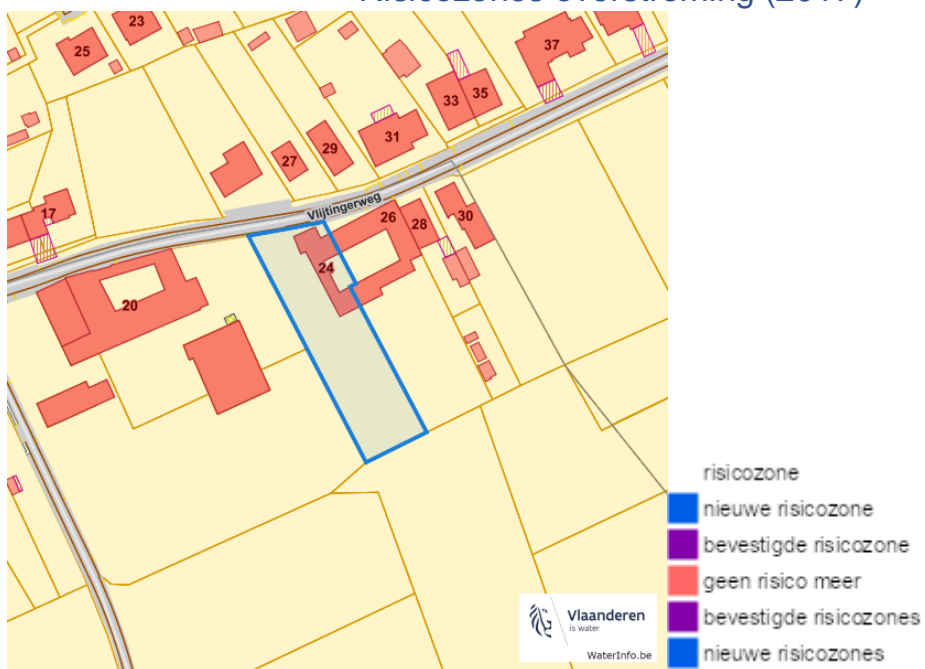 Risicozones overstroming (2017)
23
25
37
33
35
31
29
27
Vlijtingerweg
17
26
28
30
24
20
risicozone
nieuwe risicozone
bevestigde risicozone
geen risico meer
bevestigde risicozones
nieuwe risicozones
Vlaanderen
is water
WaterInfo.be